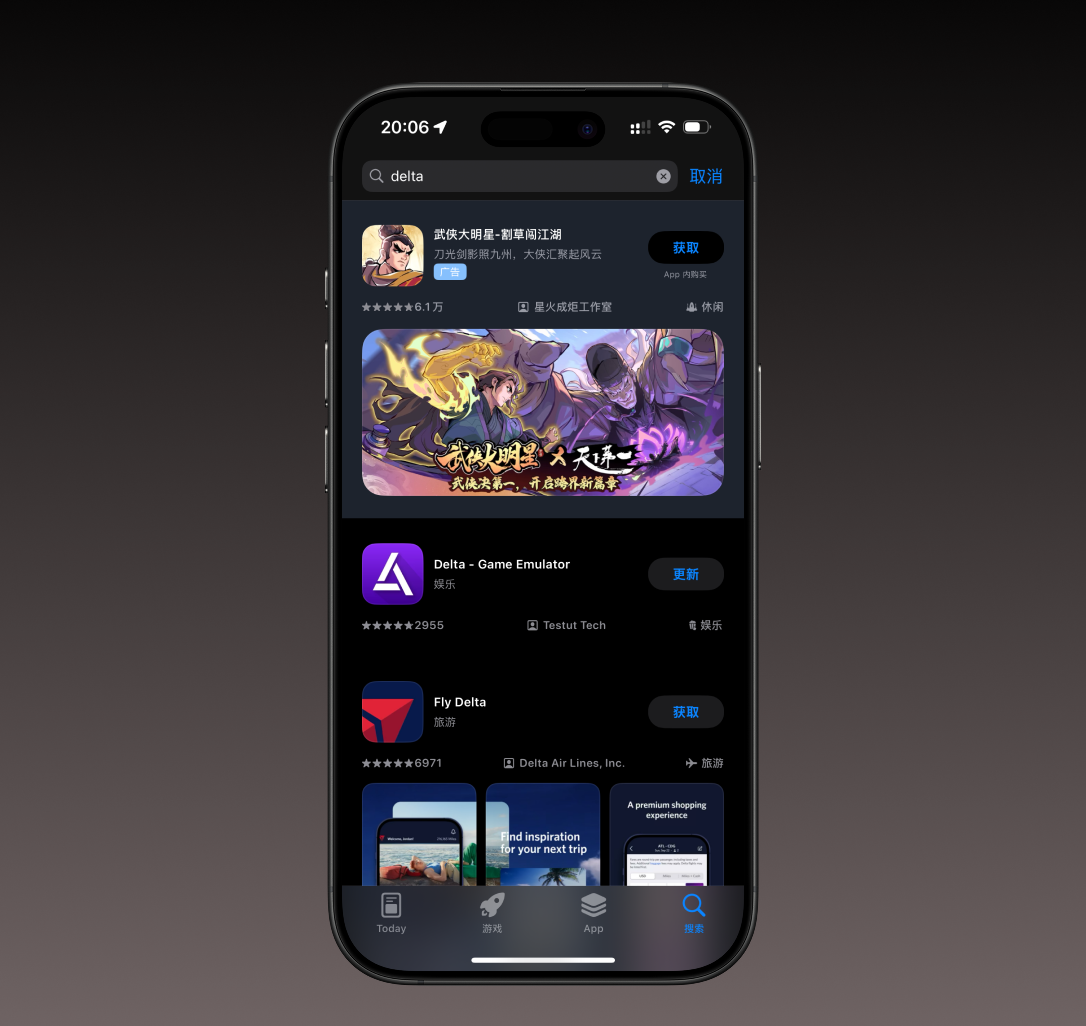 20:06
delta
取消
武侠大明星-割草闯江湖
刀光剑影照九州，大侠汇聚起风云
广告
获取
App 内购买
6.1万
星火成炬工作室
休闲
武侠大明星 X 天下第一
武侠决第一，开启跨界新篇章
Delta - Game Emulator
娱乐
更新
2955
Testut Tech
娱乐
Fly Delta
旅游
获取
6971
Delta Air Lines, Inc.
旅游
Find inspiration
for your next trip
A premium shopping
experience
ATL - CDG
Today
游戏
App
搜索